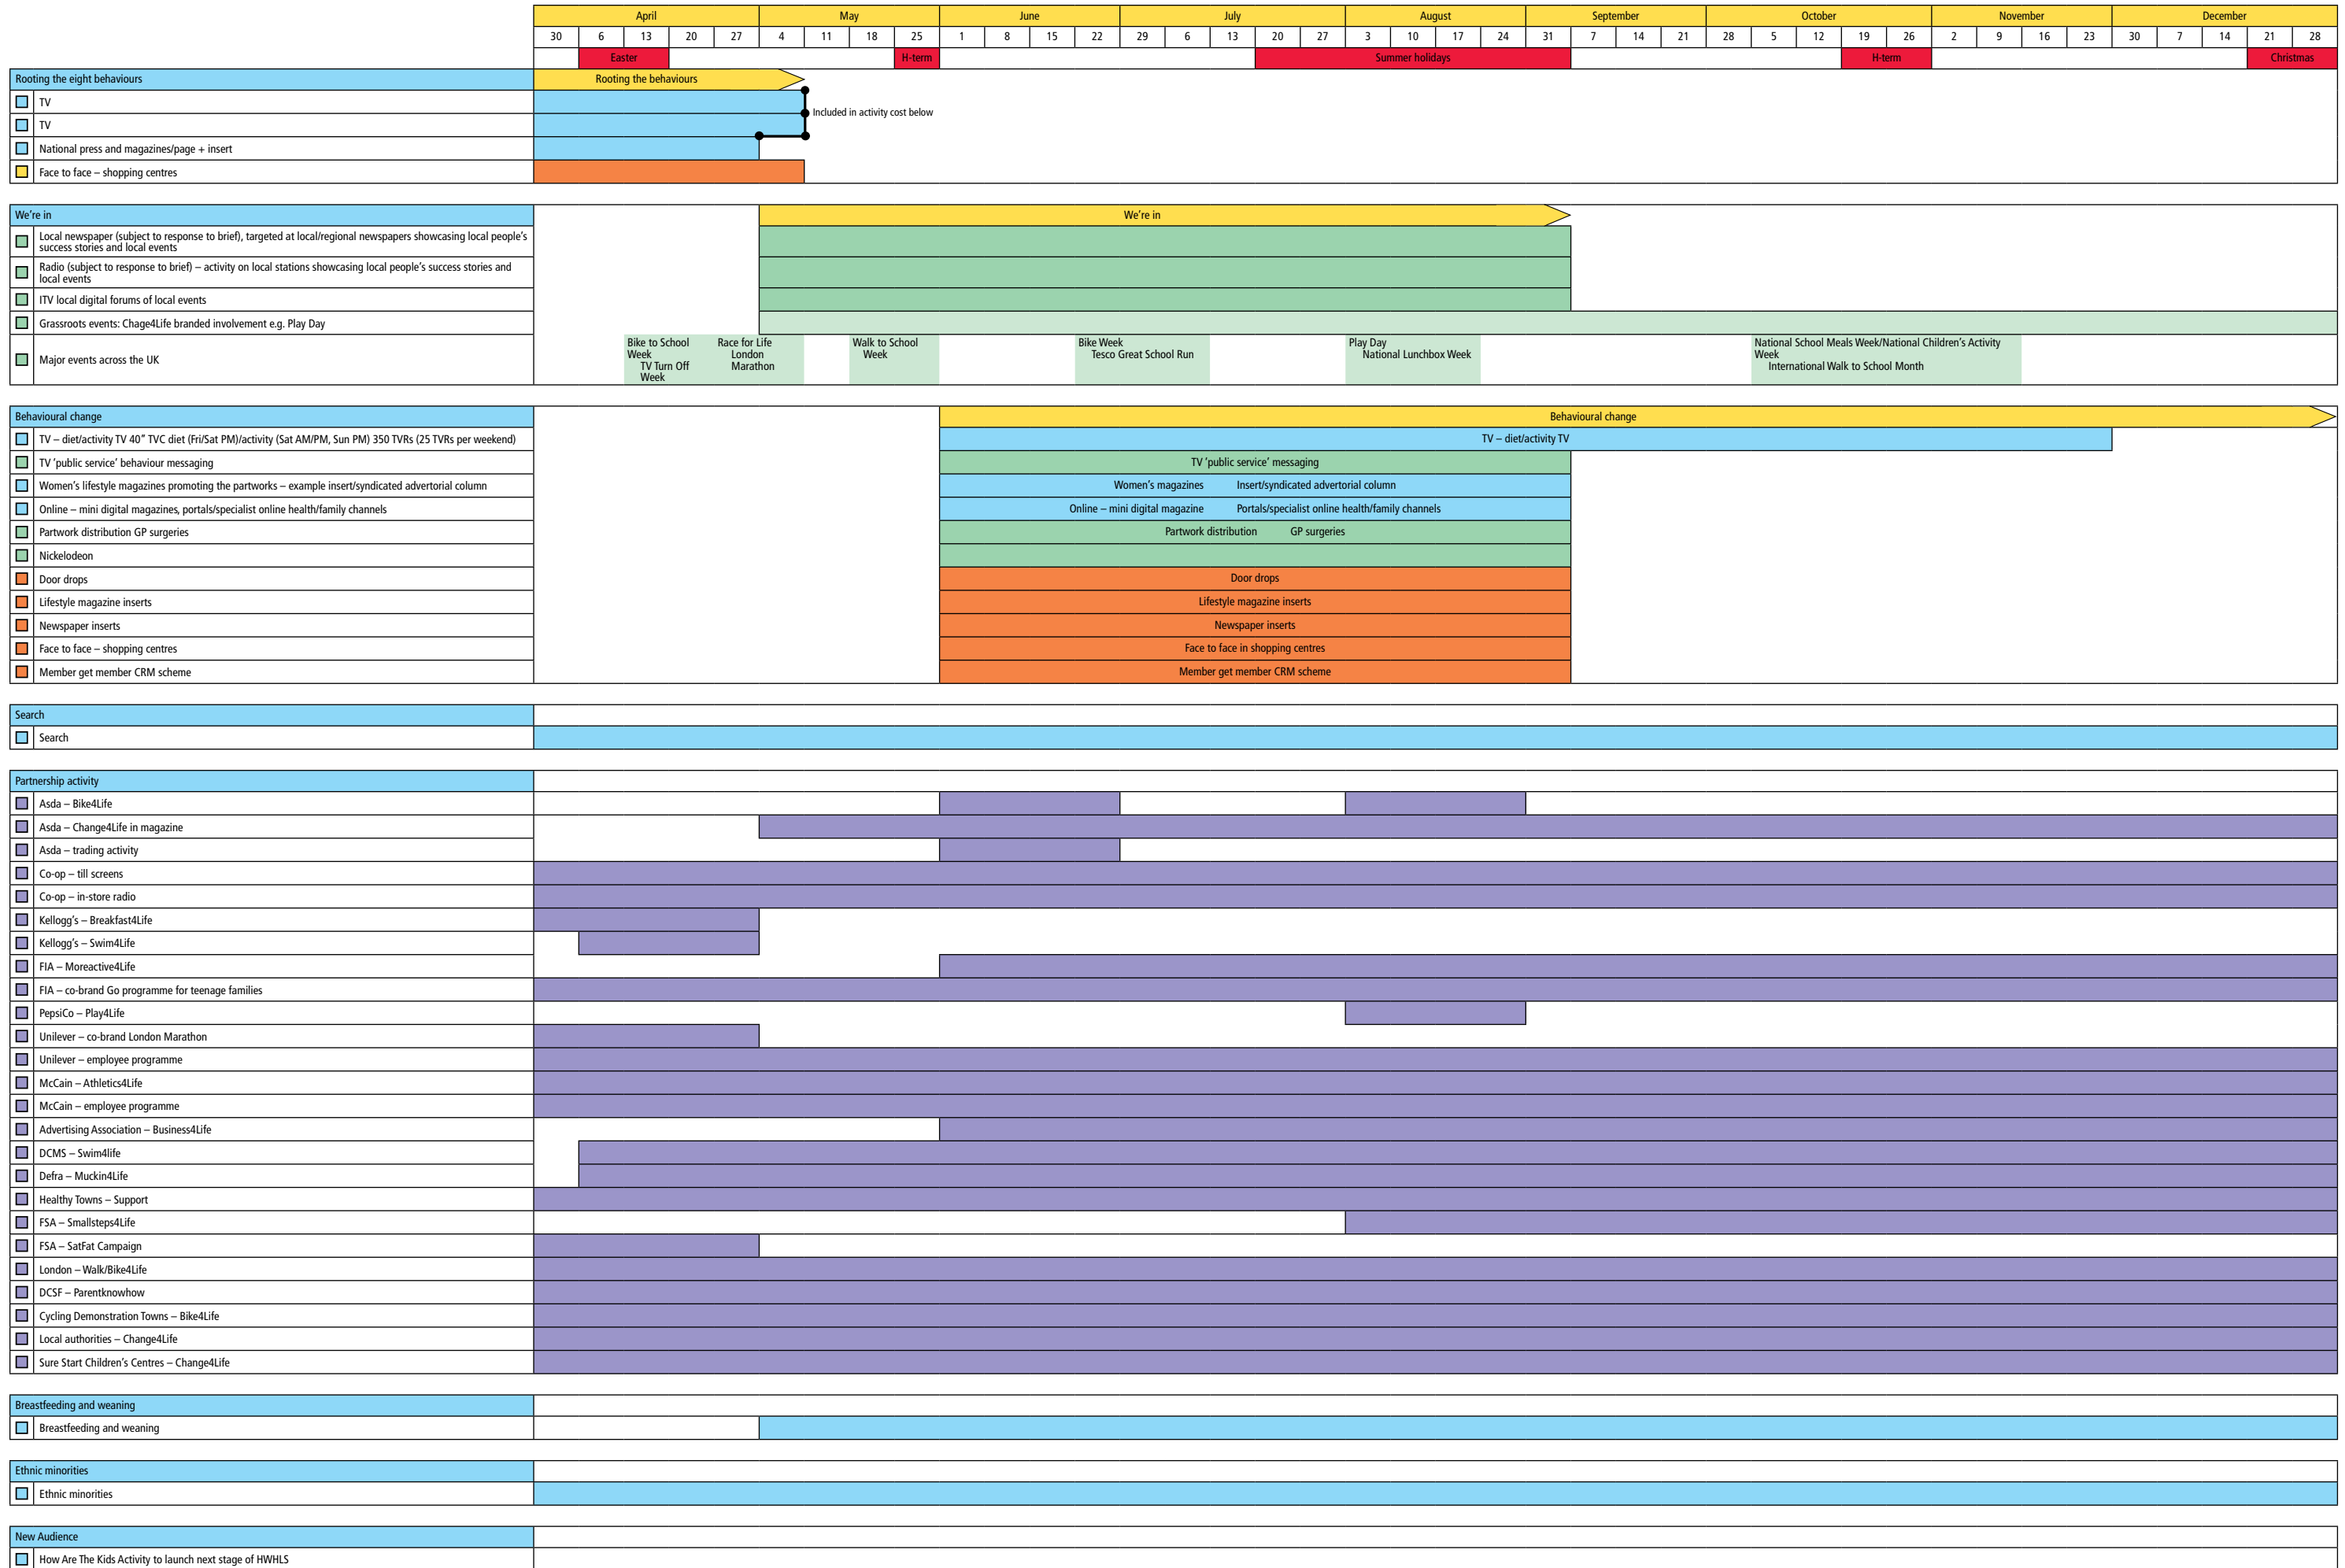 April May June July August September October November December
30 6 13 20 27 4 11 18 25 1 8 15 22 29 6 13 20 27 3 10 17 24 31 7 14 21 28 5 12 19 26 2 9 16 23 30 7 14 21 28
Easter H-term Summer holidays H-term Christmas
Rooting the eight behaviours Rooting the behaviours
TV
Included in activity cost below
TV
National press and magazines/page + insert
Face to face – shopping centres
We're in We're in
Local newspaper (subject to response to brief), targeted at local/regional newspapers showcasing local people's
success stories and local events
Radio (subject to response to brief) – activity on local stations showcasing local people's success stories and
local events
ITV local digital forums of local events
Grassroots events: Chage4Life branded involvement e.g. Play Day
Major events across the UK
Bike to School
Week
TV Turn Off
Week
Race for Life
London
Marathon
Walk to School
Week
Bike Week
Tesco Great School Run
Play Day
National Lunchbox Week
National School Meals Week/National Children's Activity
Week
International Walk to School Month
Behavioural change Behavioural change
TV – diet/activity TV 40" TVC diet (Fri/Sat PM)/activity (Sat AM/PM, Sun PM) 350 TVRs (25 TVRs per weekend) TV – diet/activity TV
TV 'public service' behaviour messaging TV 'public service' messaging
Women's lifestyle magazines promoting the partworks – example insert/syndicated advertorial column Women's magazines Insert/syndicated advertorial column
Online – mini digital magazines, portals/specialist online health/family channels Online – mini digital magazine Portals/specialist online health/family channels
Partwork distribution GP surgeries Partwork distribution GP surgeries
Nickelodeon
Door drops Door drops
Lifestyle magazine inserts Lifestyle magazine inserts
Newspaper inserts Newspaper inserts
Face to face – shopping centres Face to face in shopping centres
Member get member CRM scheme Member get member CRM scheme
Search
Search
Partnership activity
Asda – Bike4Life
Asda – Change4Life in magazine
Asda – trading activity
Co-op – till screens
Co-op – in-store radio
Kellogg's – Breakfast4Life
Kellogg's – Swim4Life
FIA – Moreactive4Life
FIA – co-brand Go programme for teenage families
PepsiCo – Play4Life
Unilever – co-brand London Marathon
Unilever – employee programme
McCain – Athletics4Life
McCain – employee programme
Advertising Association – Business4Life
DCMS – Swim4life
Defra – Muckin4Life
Healthy Towns – Support
FSA – Smallsteps4Life
FSA – SatFat Campaign
London – Walk/Bike4Life
DCSF – Parentknowhow
Cycling Demonstration Towns – Bike4Life
Local authorities – Change4Life
Sure Start Children's Centres – Change4Life
Breastfeeding and weaning
Breastfeeding and weaning
Ethnic minorities
Ethnic minorities
New Audience
How Are The Kids Activity to launch next stage of HWHLS